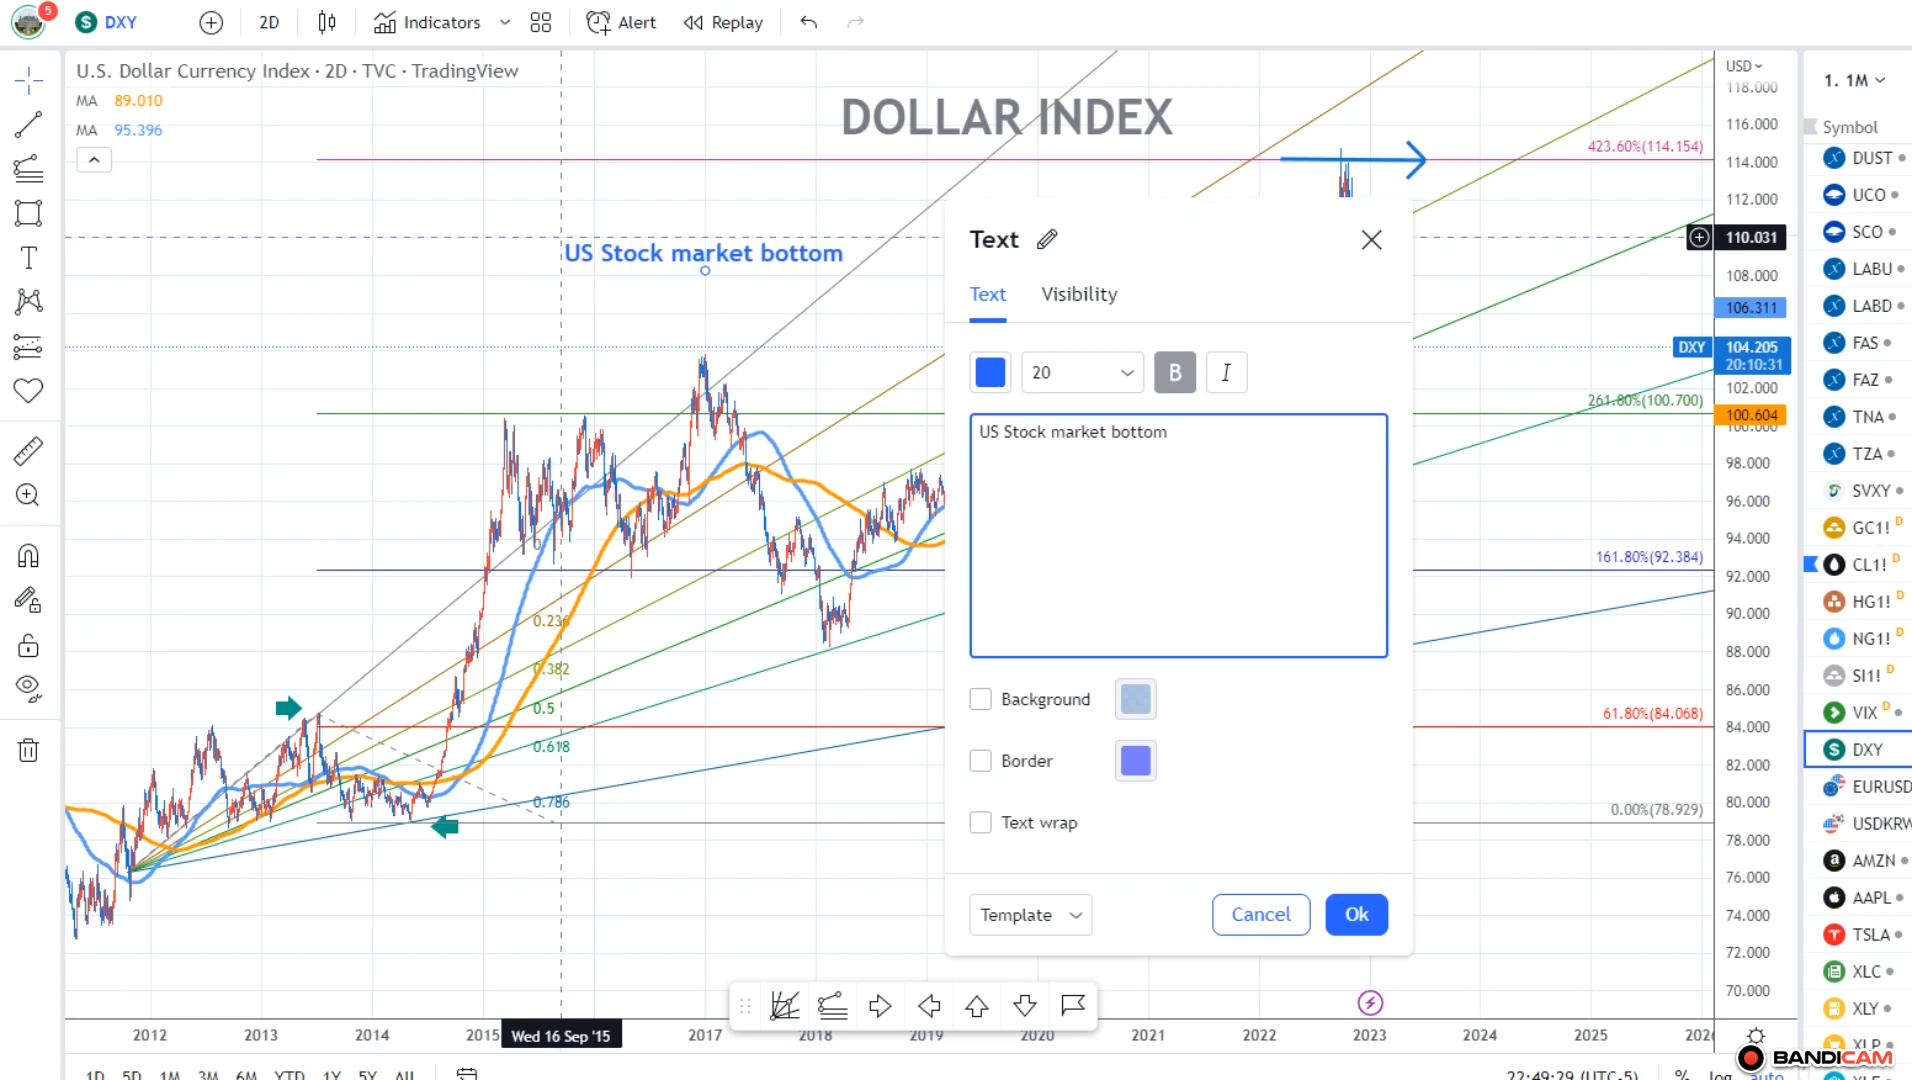 5
DXY
2D
Indicators
Alert
Replay
U.S. Dollar Currency Index · 2D · TVC · TradingView
MA 89.010
MA 95.396
DOLLAR INDEX
US Stock market bottom
Text
Text
Visibility
20
B
I
US Stock market bottom
Background
Border
Text wrap
Template
Cancel
Ok
423.60%(114.154)
261.80%(100.700)
161.80%(92.384)
61.80%(84.068)
0.00%(78.929)
0
0.236
0.382
0.5
0.618
0.786
USD
118.000
116.000
114.000
112.000
110.031
108.000
106.311
DXY 104.205
20:10:31
102.000
100.604
100.000
98.000
96.000
94.000
92.000
90.000
88.000
86.000
84.000
82.000
80.000
78.000
76.000
74.000
72.000
70.000
2012
2013
2014
2015
Wed 16 Sep '15
2017
2018
2019
2020
2021
2022
2023
2024
2025
1D 5D 1M 3M 6M YTD 1Y 5Y All
22:49:29 (UTC-5)
%
log
auto
1. 1M
Symbol
DUST
UCO
SCO
LABU
LABD
FAS
FAZ
TNA
TZA
SVXY
GC1! D
CL1! D
HG1! D
NG1! D
SI1! D
VIX D
DXY
EURUSD
USDKRW
AMZN
AAPL
TSLA
XLC
XLY
XLP
BANDICAM